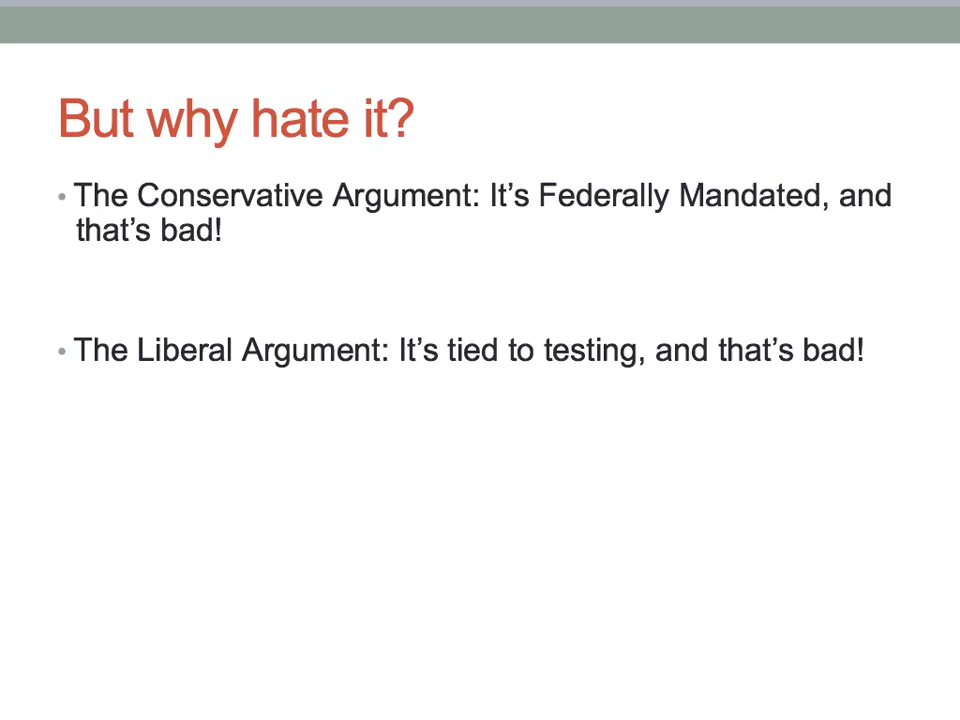 But why hate it?
• The Conservative Argument: It’s Federally Mandated, and
that’s bad!
• The Liberal Argument: It’s tied to testing, and that’s bad!